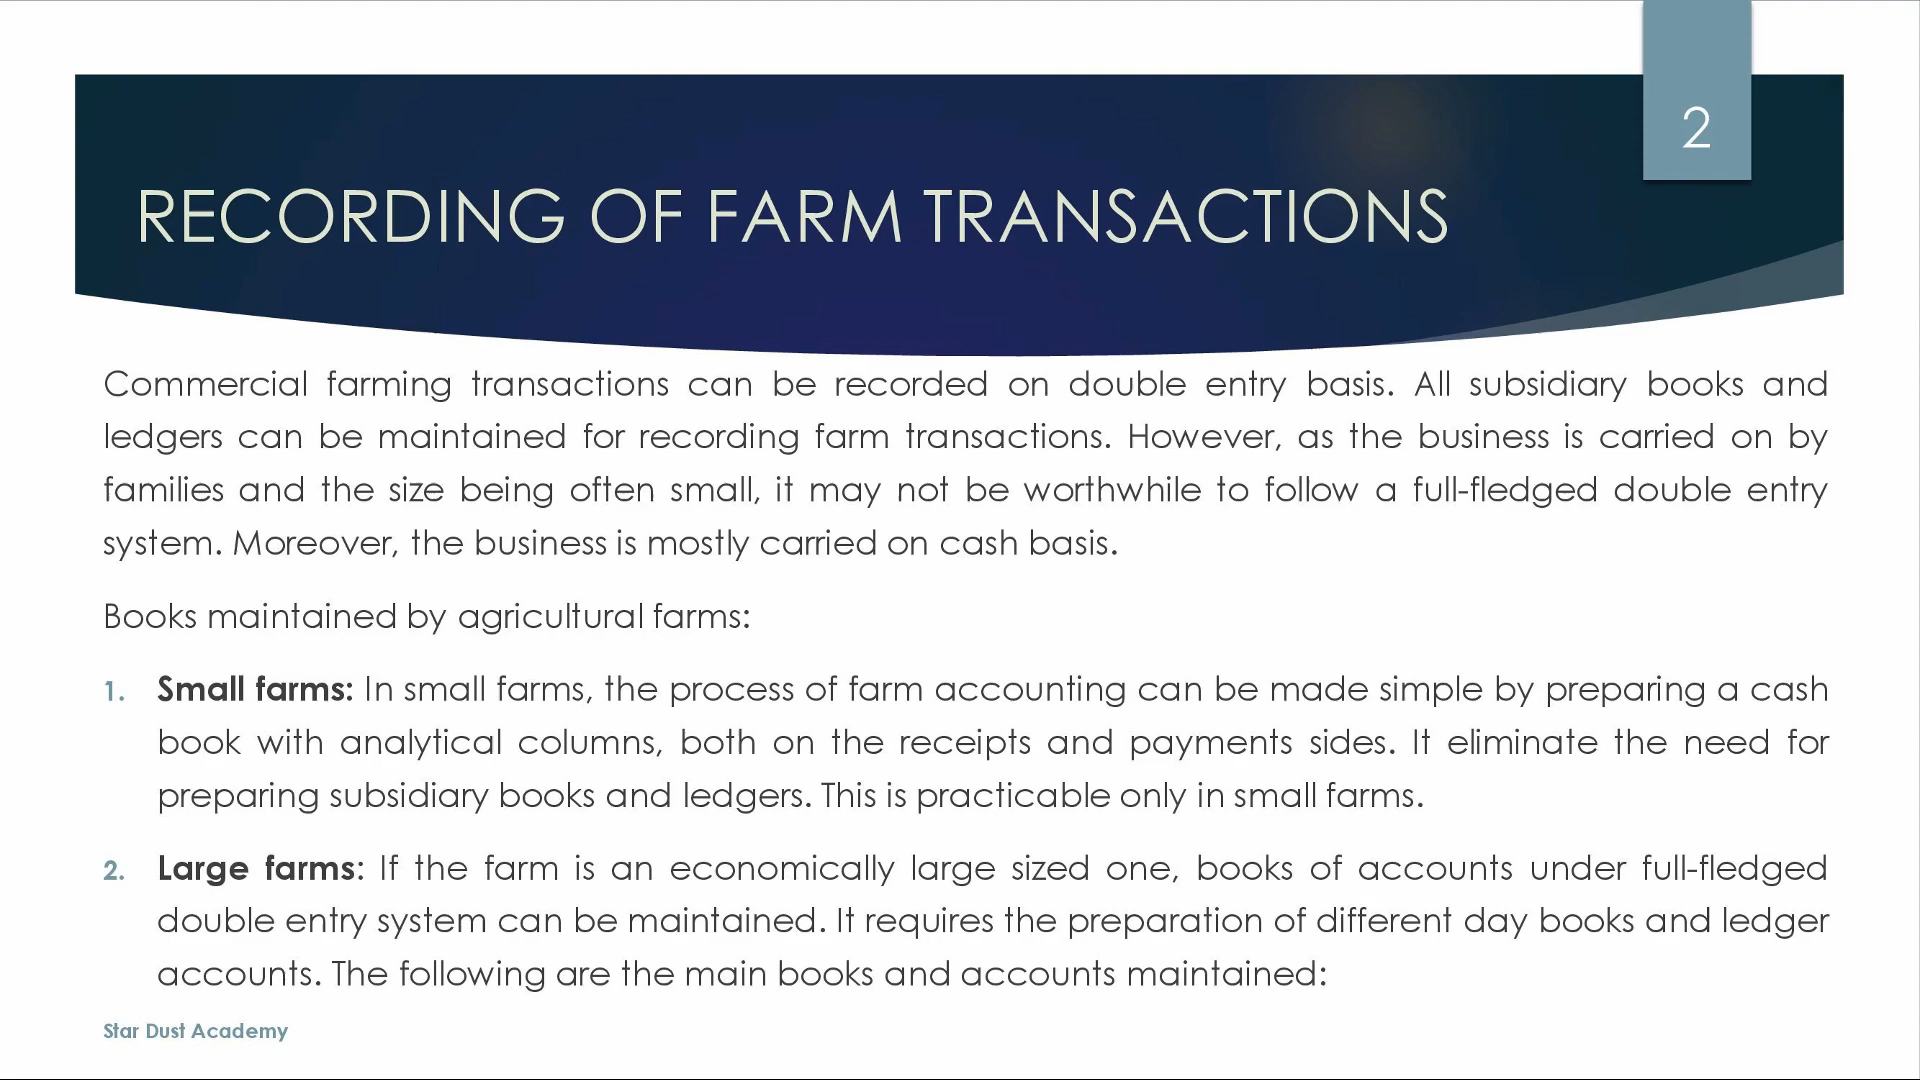 2
RECORDING OF FARM TRANSACTIONS
Commercial farming transactions can be recorded on double entry basis. All subsidiary books and
ledgers can be maintained for recording farm transactions. However, as the business is carried on by
families and the size being often small, it may not be worthwhile to follow a full-fledged double entry
system. Moreover, the business is mostly carried on cash basis.
Books maintained by agricultural farms:
1. Small farms: In small farms, the process of farm accounting can be made simple by preparing a cash
book with analytical columns, both on the receipts and payments sides. It eliminate the need for
preparing subsidiary books and ledgers. This is practicable only in small farms.
2. Large farms: If the farm is an economically large sized one, books of accounts under full-fledged
double entry system can be maintained. It requires the preparation of different day books and ledger
accounts. The following are the main books and accounts maintained:
Star Dust Academy